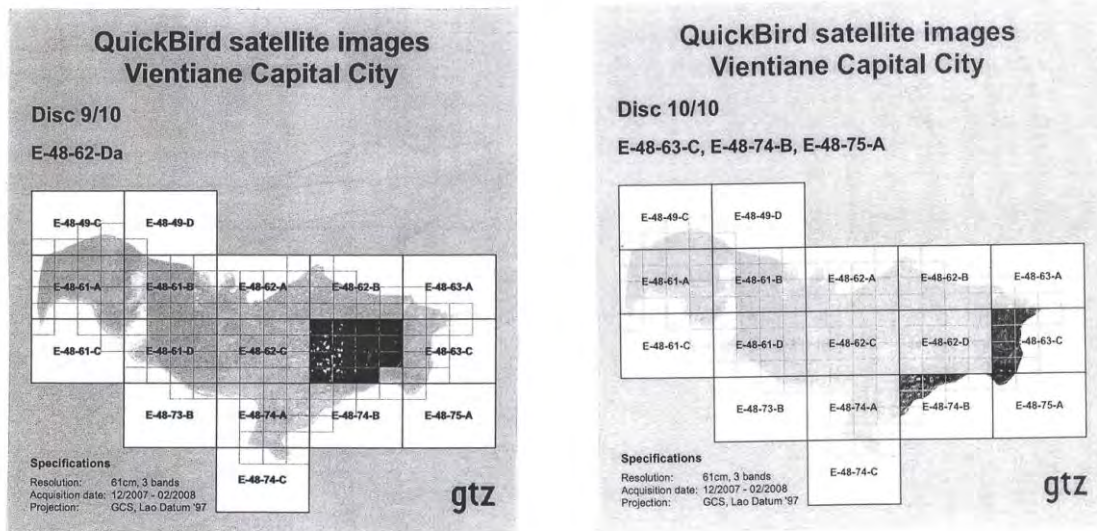 QuickBird satellite images
Vientiane Capital City
Disc 9/10
E-48-62-Da
E-48-49-C E-48-49-D
E-48-61-A E-48-61-B E-48-62-A E-48-62-B E-48-63-A
E-48-61-C E-48-61-D E-48-62-C E-48-63-C
E-48-73-B E-48-74-A E-48-74-B E-48-75-A
E-48-74-C
Specifications
Resolution: 61cm, 3 bands
Acquisition date: 12/2007 - 02/2008
Projection: GCS, Lao Datum '97
gtz
QuickBird satellite images
Vientiane Capital City
Disc 10/10
E-48-63-C, E-48-74-B, E-48-75-A
E-48-49-C E-48-49-D
E-48-61-A E-48-61-B E-48-62-A E-48-62-B E-48-63-A
E-48-61-C E-48-61-D E-48-62-C E-48-62-D -48-63-C
E-48-73-B E-48-74-A E-48-74-B E-48-75-A
E-48-74-C
Specifications
Resolution: 61cm, 3 bands
Acquisition date: 12/2007 - 02/2008
Projection: GCS, Lao Datum '97
gtz